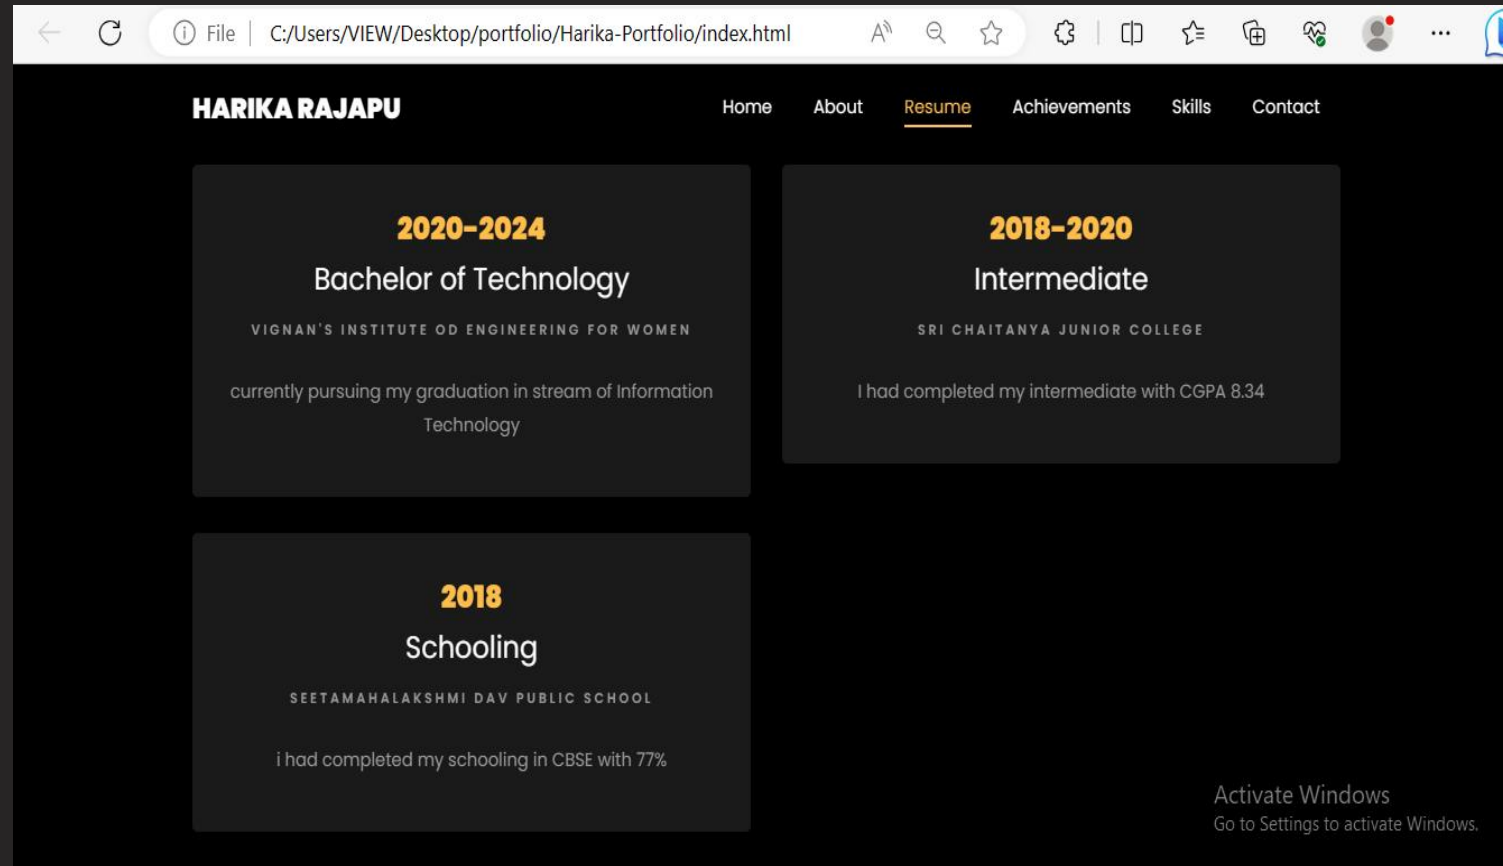 File
C:/Users/VIEW/Desktop/portfolio/Harika-Portfolio/index.html
HARIKA RAJAPU
Home About Resume Achievements Skills Contact
2020-2024
Bachelor of Technology
VIGNAN'S INSTITUTE OD ENGINEERING FOR WOMEN
currently pursuing my graduation in stream of Information
Technology
2018-2020
Intermediate
SRI CHAITANYA JUNIOR COLLEGE
I had completed my intermediate with CGPA 8.34
2018
Schooling
SEETAMAHALAKSHMI DAV PUBLIC SCHOOL
i had completed my schooling in CBSE with 77%
Activate Windows
Go to Settings to activate Windows.